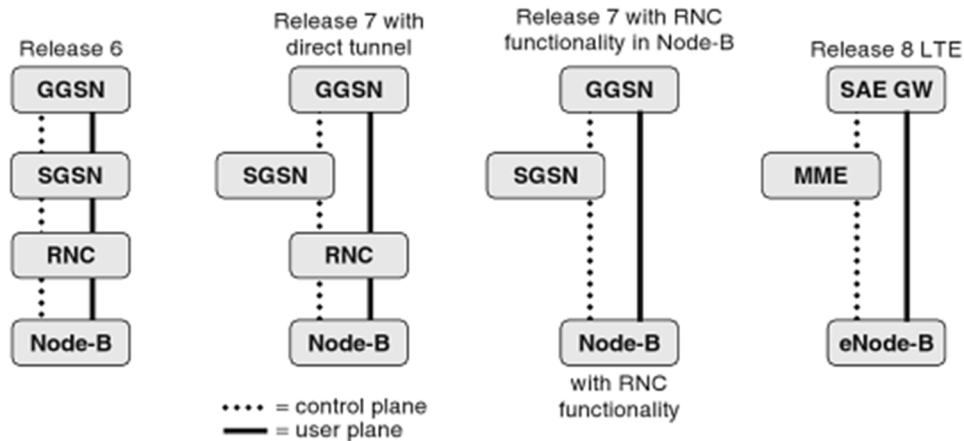 Release 6
GGSN
SGSN
RNC
Node-B
Release 7 with
direct tunnel
GGSN
SGSN
RNC
Node-B
Release 7 with RNC
functionality in Node-B
GGSN
SGSN
Node-B
with RNC
functionality
Release 8 LTE
SAE GW
MME
eNode-B
= control plane
= user plane